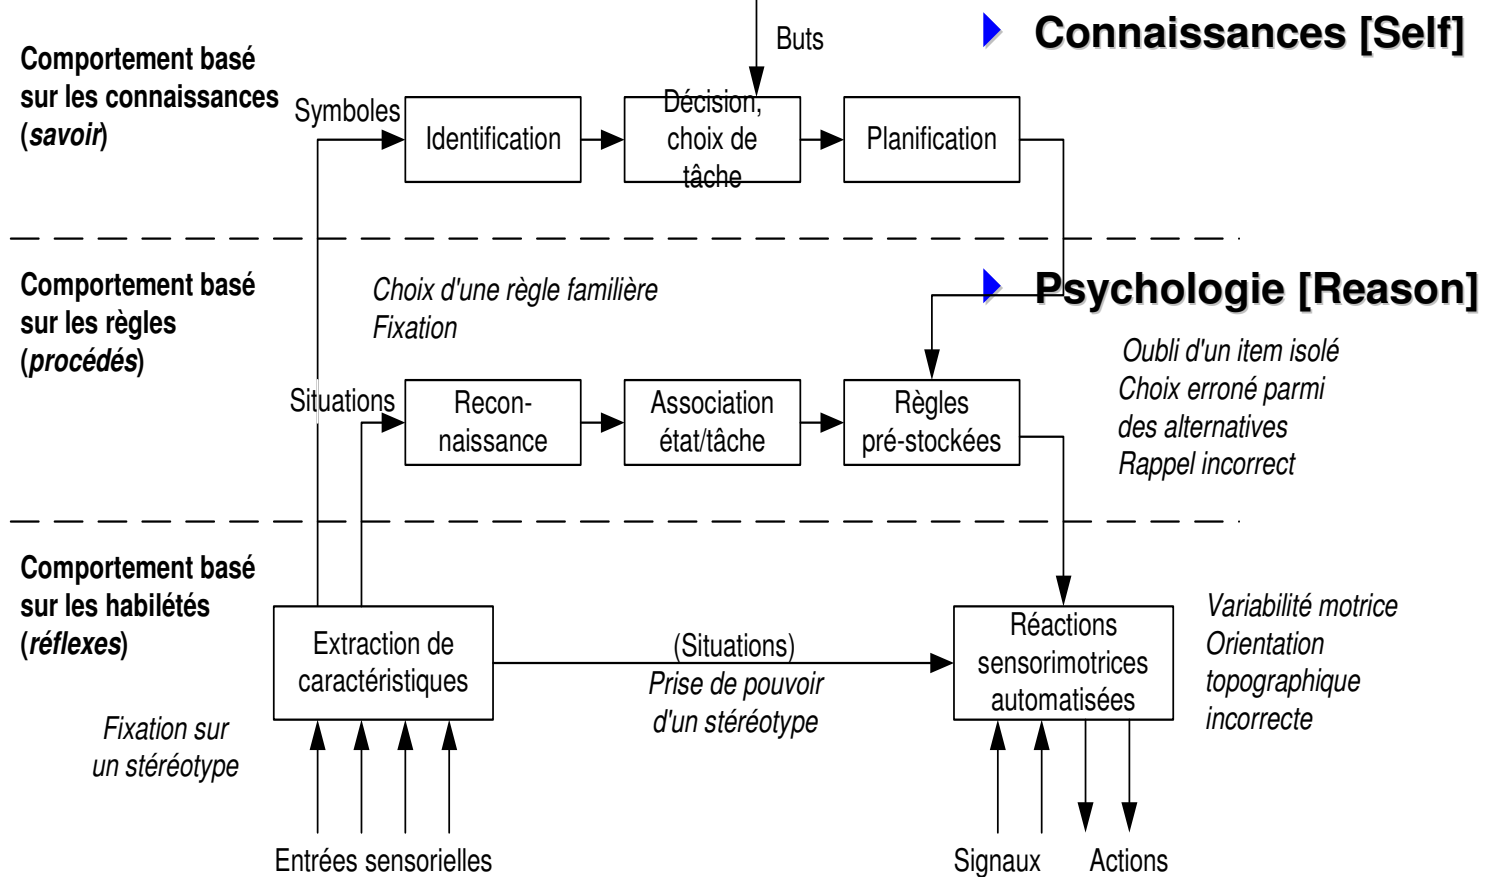 Connaissances [Self]
Buts
Comportement basé
sur les connaissances
(savoir)
Symboles
Identification
Décision,
choix de
tâche
Planification
Comportement basé
sur les règles
(procédés)
Choix d'une règle familière
Fixation
Psychologie [Reason]
Oubli d'un item isolé
Choix erroné parmi
des alternatives
Rappel incorrect
Situations
Recon-
naissance
Association
état/tâche
Règles
pré-stockées
Comportement basé
sur les habilétés
(réflexes)
Extraction de
caractéristiques
(Situations)
Prise de pouvoir
d'un stéréotype
Réactions
sensorimotrices
automatisées
Variabilité motrice
Orientation
topographique
incorrecte
Fixation sur
un stéréotype
Entrées sensorielles
Signaux
Actions